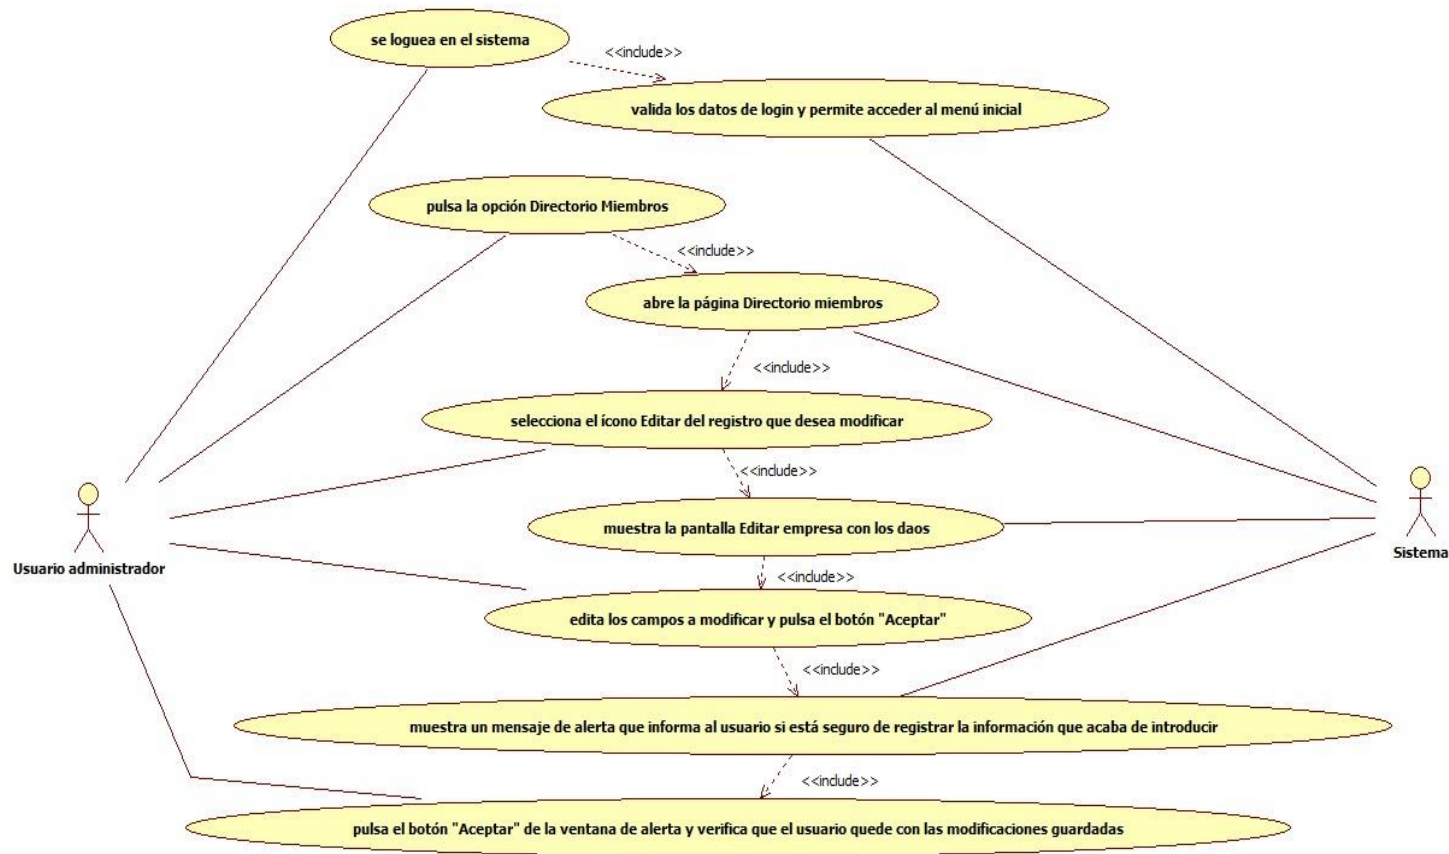 se loguea en el sistema
<<include>>
valida los datos de login y permite acceder al menú inicial
pulsa la opción Directorio Miembros
<<include>>
abre la página Directorio miembros
<<include>>
selecciona el ícono Editar del registro que desea modificar
<<include>>
muestra la pantalla Editar empresa con los daos
Sistema
Usuario administrador
<<include>>
edita los campos a modificar y pulsa el botón "Aceptar"
<<include>>
muestra un mensaje de alerta que informa al usuario si está seguro de registrar la información que acaba de introducir
<<include>>
pulsa el botón "Aceptar" de la ventana de alerta y verifica que el usuario quede con las modificaciones guardadas